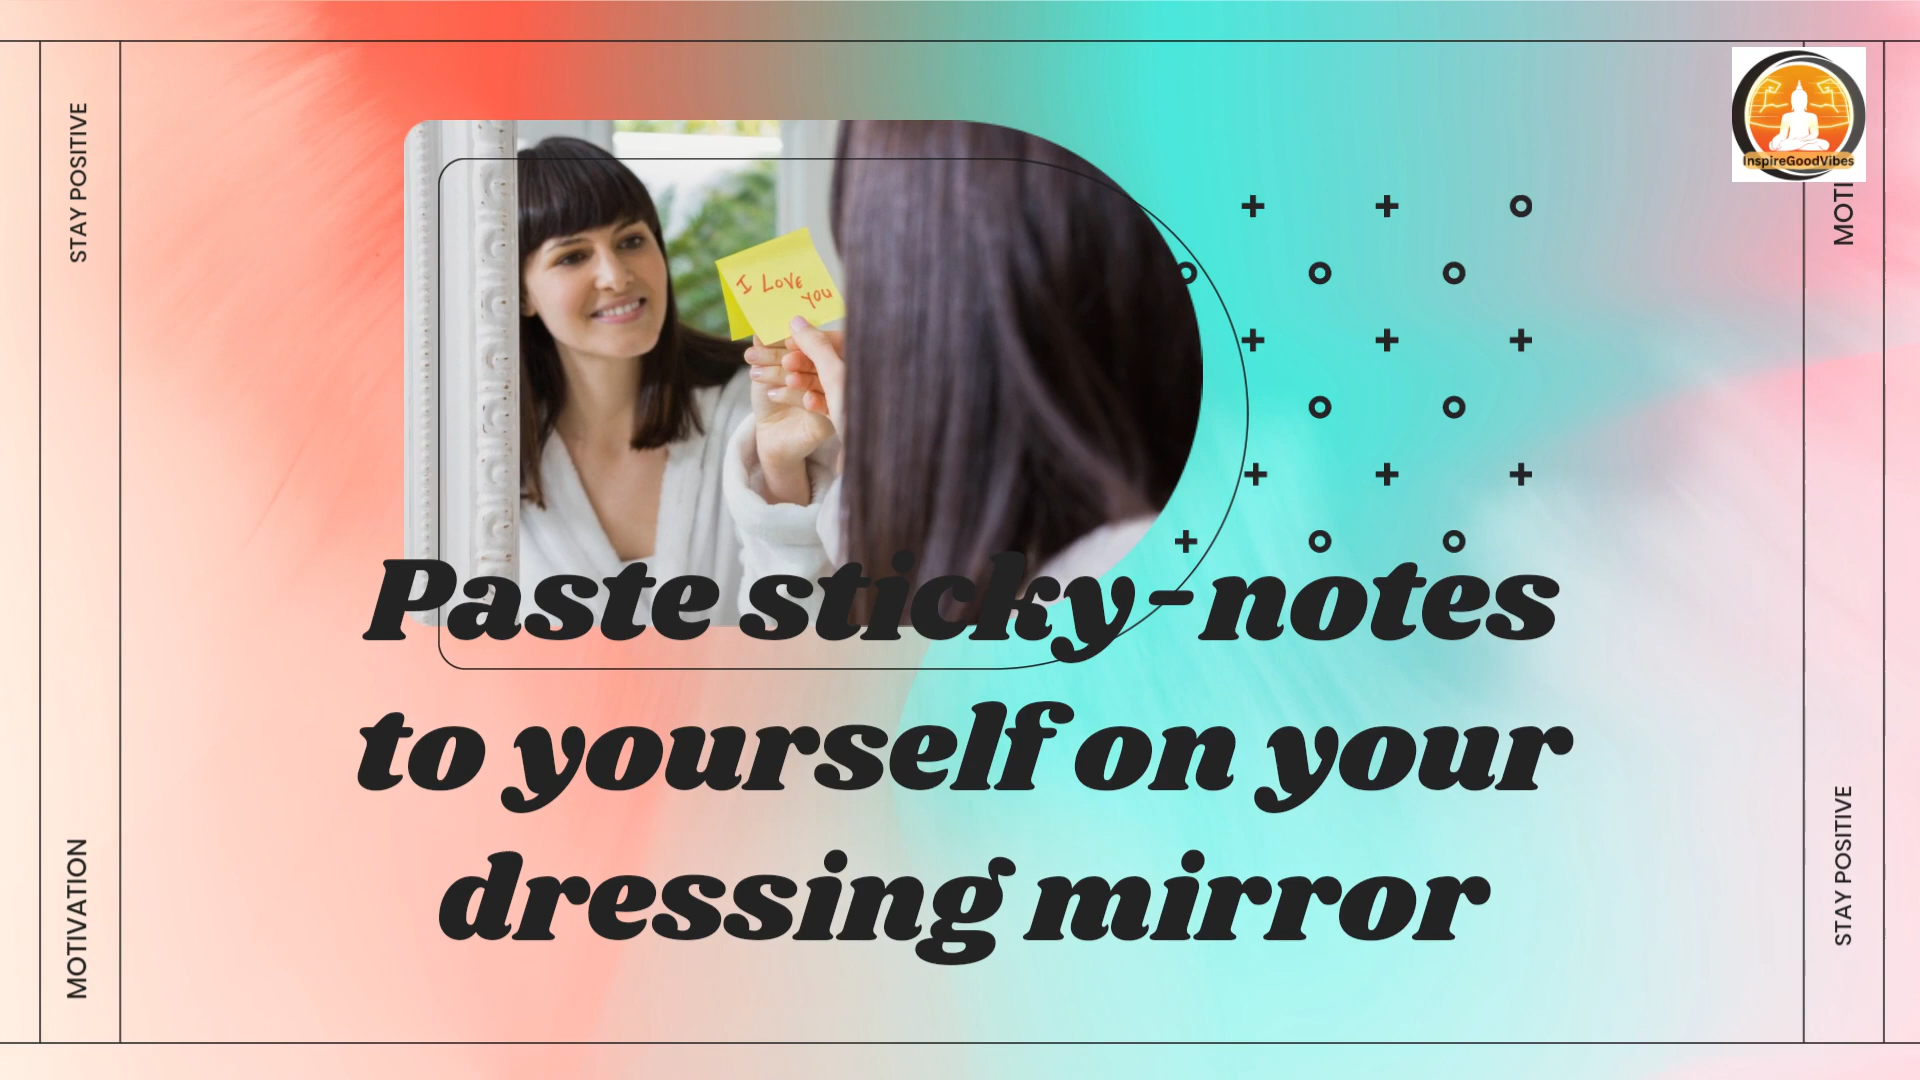 STAY POSITIVE
InspireGoodVibes
MOTI
I LOVE
YOU
Paste sticky-notes
to yourself on your
dressing mirror
MOTIVATION
STAY POSITIVE